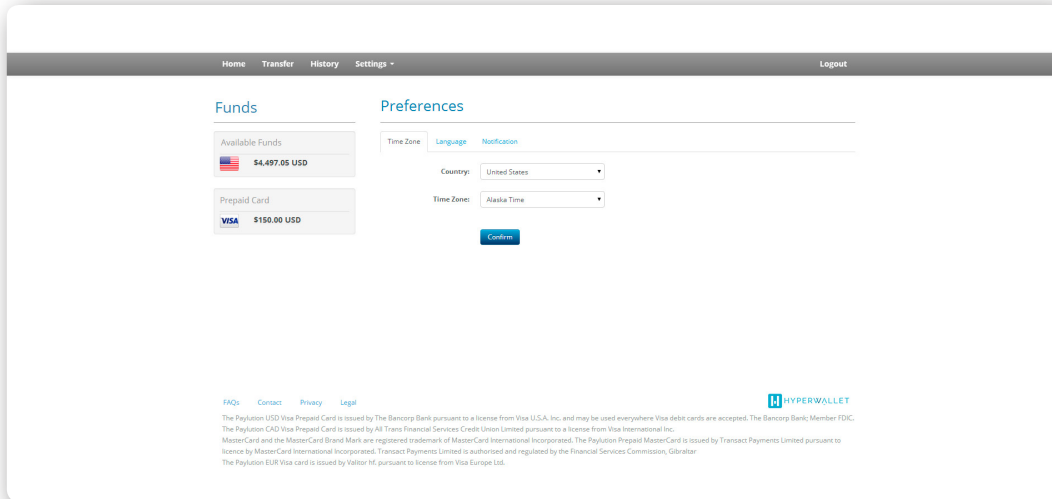 Home Transfer History Settings Logout
Funds
Available Funds
$4,497.05 USD
Prepaid Card
VISA $150.00 USD
Preferences
Time Zone Language Notification
Country: United States
Time Zone: Alaska Time
Confirm
FAQs Contact Privacy Legal
HYPERWALLET
The Paylution USD Visa Prepaid Card is issued by The Bancorp Bank pursuant to a license from Visa U.S.A. Inc. and may be used everywhere Visa debit cards are accepted. The Bancorp Bank; Member FDIC.
The Paylution CAD Visa Prepaid Card is issued by All Trans Financial Services Credit Union Limited pursuant to a license from Visa International Inc.
MasterCard and the MasterCard Brand Mark are registered trademark of MasterCard International Incorporated. The Paylution Prepaid MasterCard is issued by Transact Payments Limited pursuant to
licence by MasterCard International Incorporated. Transact Payments Limited is authorised and regulated by the Financial Services Commission, Gibraltar
The Paylution EUR Visa card is issued by Valitor hf. pursuant to license from Visa Europe Ltd.